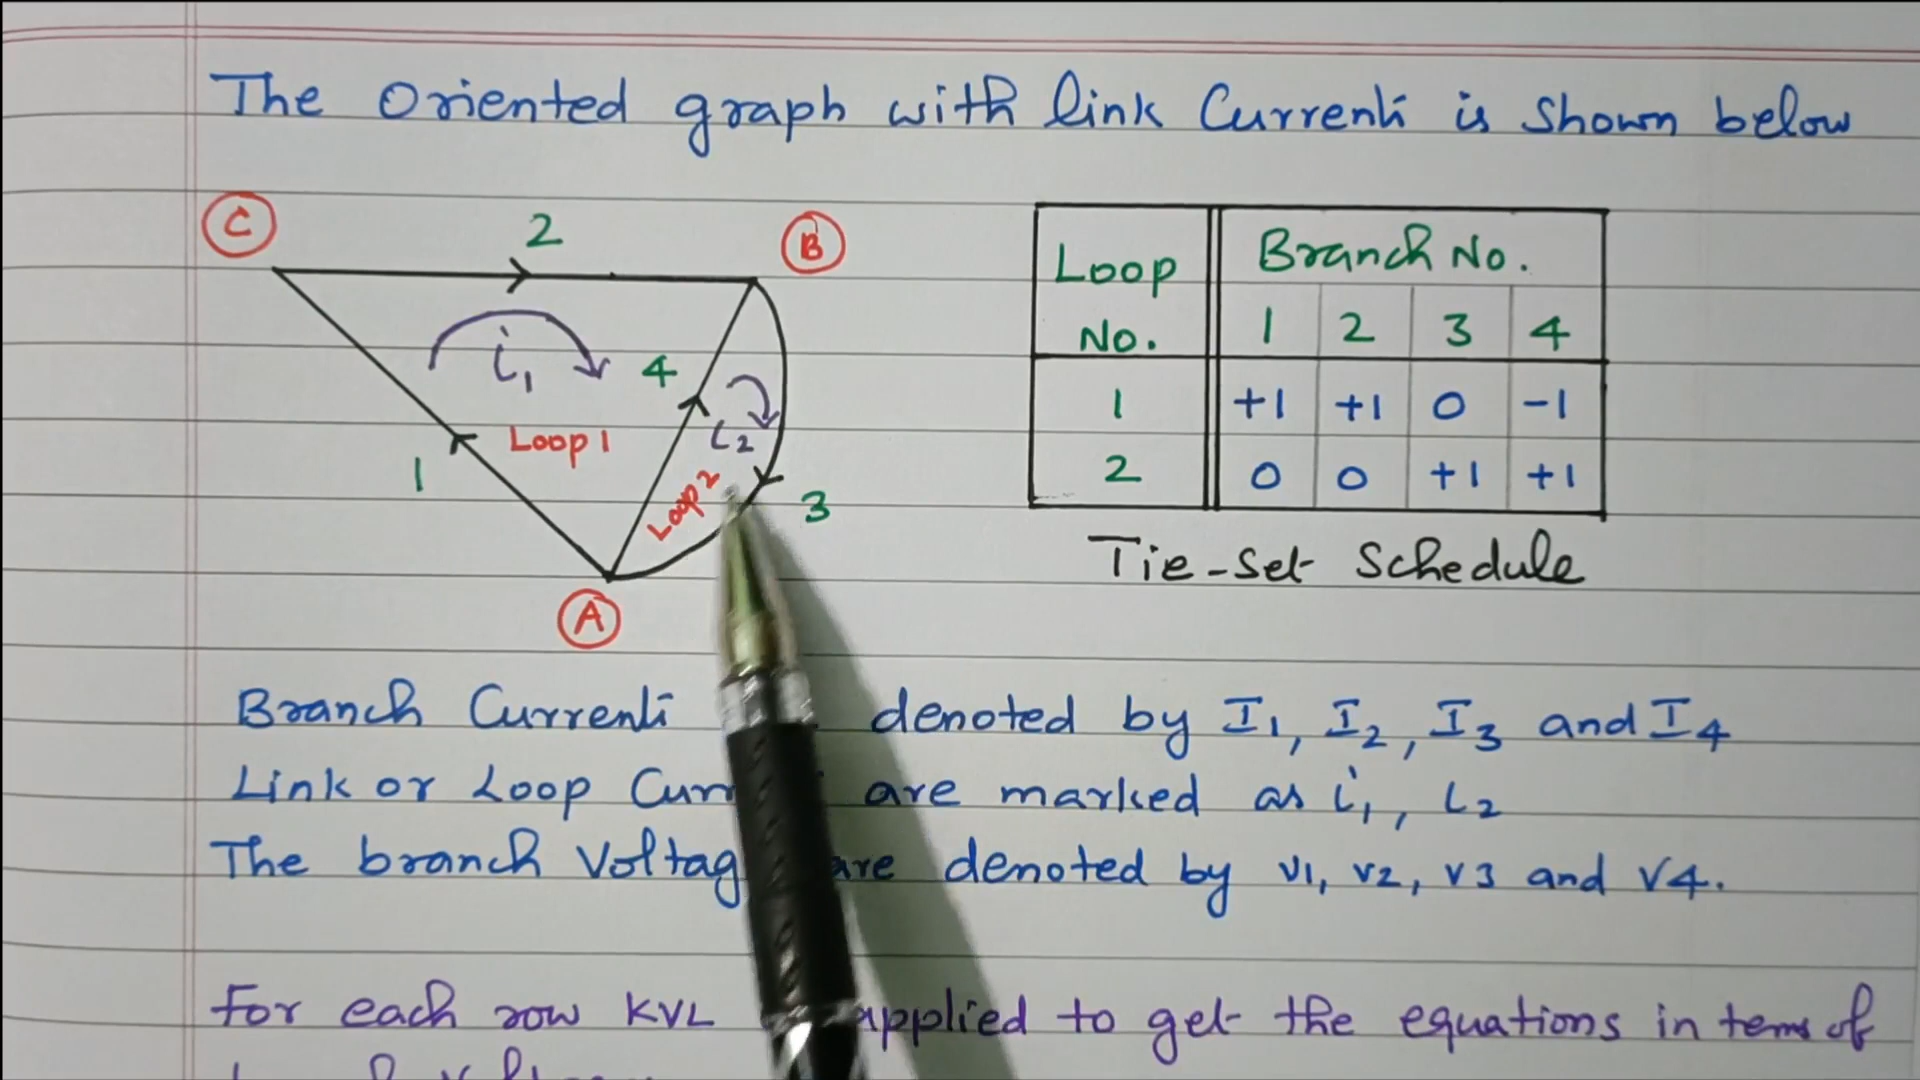 The Oriented graph with link Currents is Shown below
C
2
B
i1
4
i2
Loop 1
1
Loop 2
3
A
Loop No. Branch No.
1 2 3 4
1 +1 +1 0 -1
2 0 0 +1 +1
Tie-Set Schedule
Branch Currents denoted by I1, I2, I3 and I4
Link or Loop are marked as i1, i2
The branch are denoted by v1, v2, v3 and v4.
For each row KVL applied to get the equations in terms of